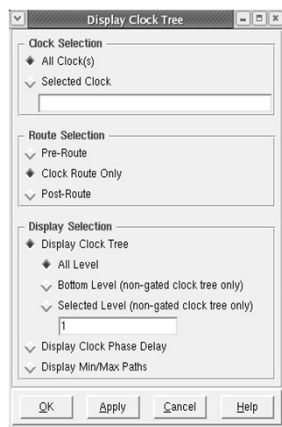 Display Clock Tree
Clock Selection
All Clock(s)
Selected Clock
Route Selection
Pre-Route
Clock Route Only
Post-Route
Display Selection
Display Clock Tree
All Level
Bottom Level (non-gated clock tree only)
Selected Level (non-gated clock tree only)
1
Display Clock Phase Delay
Display Min/Max Paths
OK Apply Cancel Help